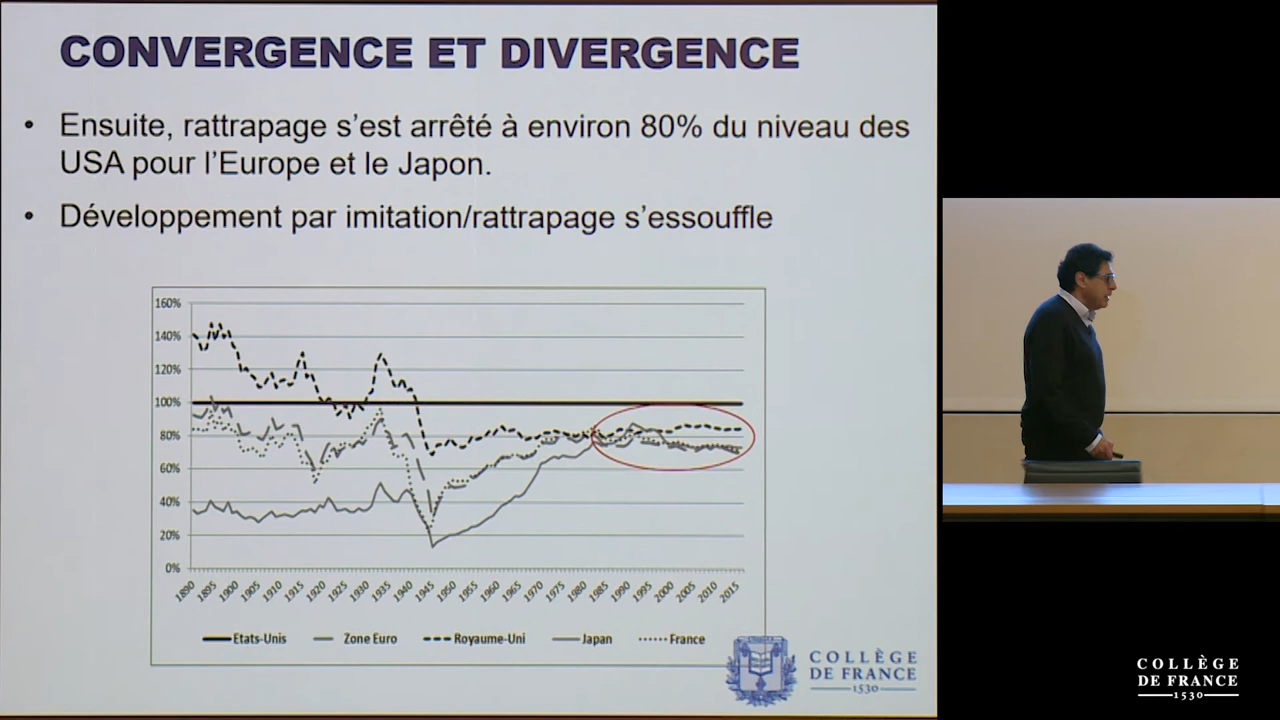 CONVERGENCE ET DIVERGENCE
• Ensuite, rattrapage s’est arrêté à environ 80% du niveau des
USA pour l’Europe et le Japon.
• Développement par imitation/rattrapage s’essouffle
160%
140%
120%
100%
80%
60%
40%
20%
0%
1890 1895 1900 1905 1910 1915 1920 1925 1930 1935 1940 1945 1950 1955 1960 1965 1970 1975 1980 1985 1990 1995 2000 2005 2010 2015
Etats-Unis Zone Euro Royaume-Uni Japan France
COLLÈGE
DE FRANCE
1530
COLLÈGE
DE FRANCE
1530